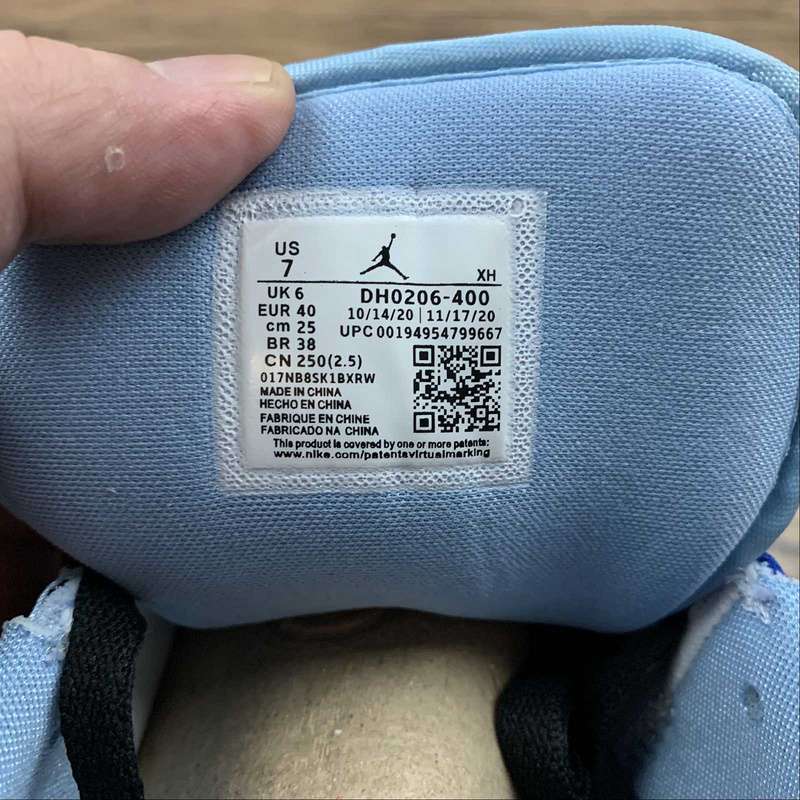 US
7
XH
UK 6
DH0206-400
EUR 40
10/14/20 | 11/17/20
cm 25
UPC 00194954799667
BR 38
CN 250(2.5)
017NB8SK1BXRW
MADE IN CHINA
HECHO EN CHINA
FABRIQUE EN CHINE
FABRICADO NA CHINA
This product is covered by one or more patents:
www.nike.com/patentsvirtualmarking